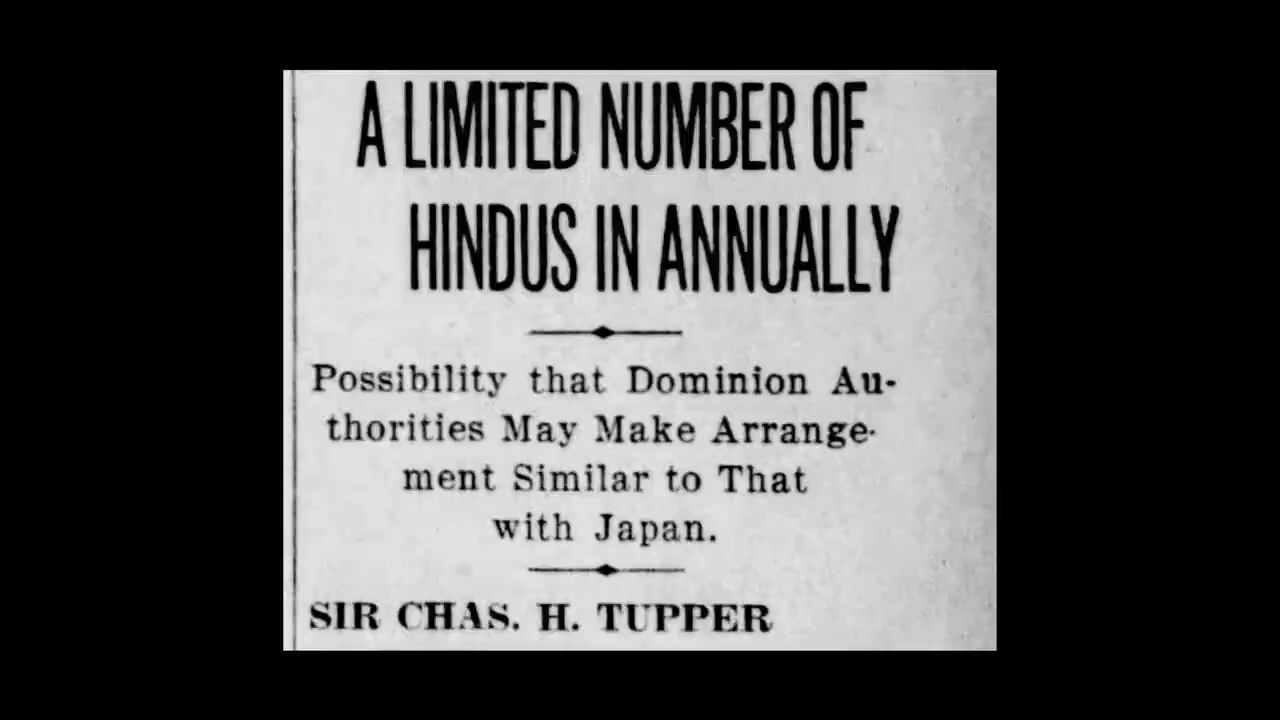 A LIMITED NUMBER OF
HINDUS IN ANNUALLY
Possibility that Dominion Au-
thorities May Make Arrange-
ment Similar to That
with Japan.
SIR CHAS. H. TUPPER